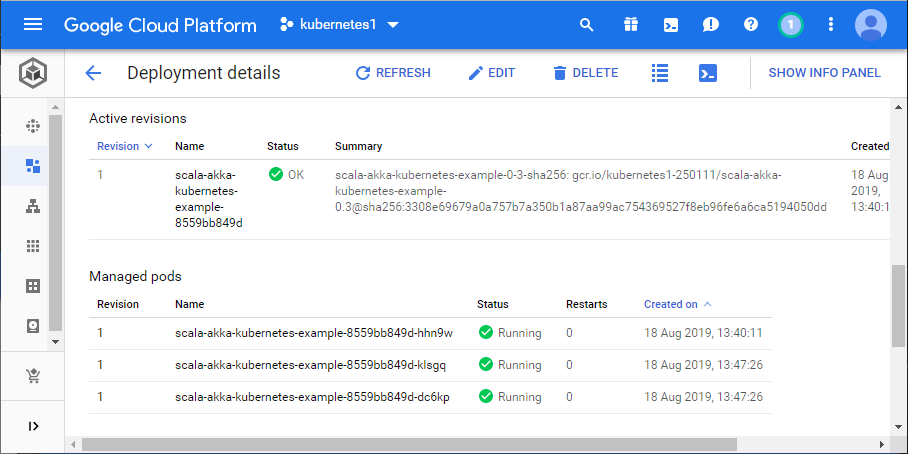 Google Cloud Platform kubernetes1 1
Deployment details REFRESH EDIT DELETE SHOW INFO PANEL
Active revisions
Revision Name Status Summary Created
1 scala-akka-kubernetes-example-8559bb849d OK scala-akka-kubernetes-example-0-3-sha256: gcr.io/kubernetes1-250111/scala-akka-kubernetes-example-0.3@sha256:3308e69679a0a757b7a350b1a87aa99ac754369527f8eb96fe6a6ca5194050dd 18 Aug 2019, 13:40:1
Managed pods
Revision Name Status Restarts Created on
1 scala-akka-kubernetes-example-8559bb849d-hhn9w Running 0 18 Aug 2019, 13:40:11
1 scala-akka-kubernetes-example-8559bb849d-klsgq Running 0 18 Aug 2019, 13:47:26
1 scala-akka-kubernetes-example-8559bb849d-dc6kp Running 0 18 Aug 2019, 13:47:26